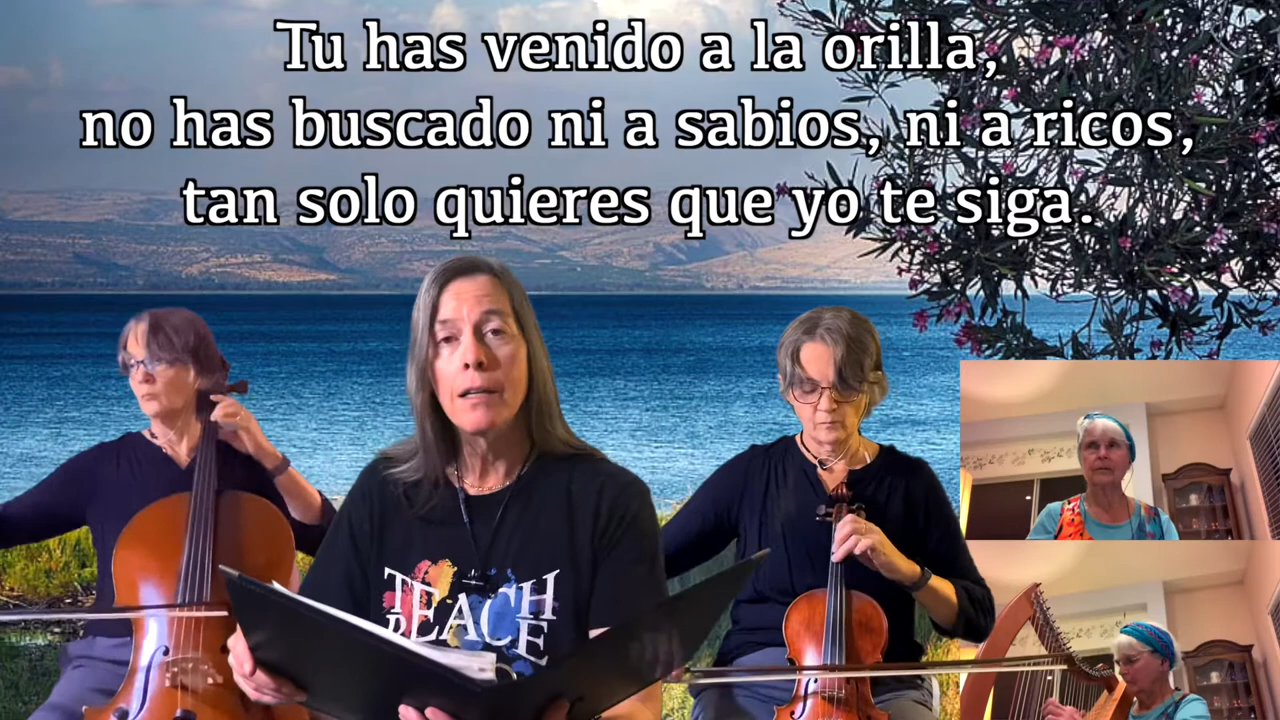 Tu has venido a la orilla,
no has buscado ni a sabios, ni a ricos,
tan solo quieres que yo te siga.
TEACH